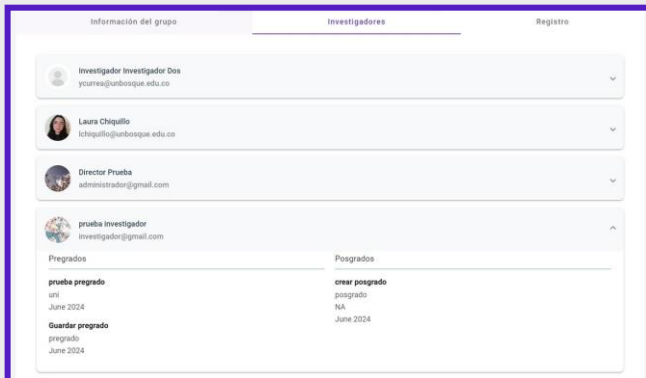 Información del grupo
Investigadores
Registro
Investigador Investigador Dos
ycurrea@unbosque.edu.co
Laura Chiquillo
lchiquillo@unbosque.edu.co
Director Prueba
administrador@gmail.com
prueba investigador
investigador@gmail.com
Pregrados
prueba pregrado
uni
June 2024
Guardar pregrado
pregrado
June 2024
Posgrados
crear posgrado
posgrado
NA
June 2024